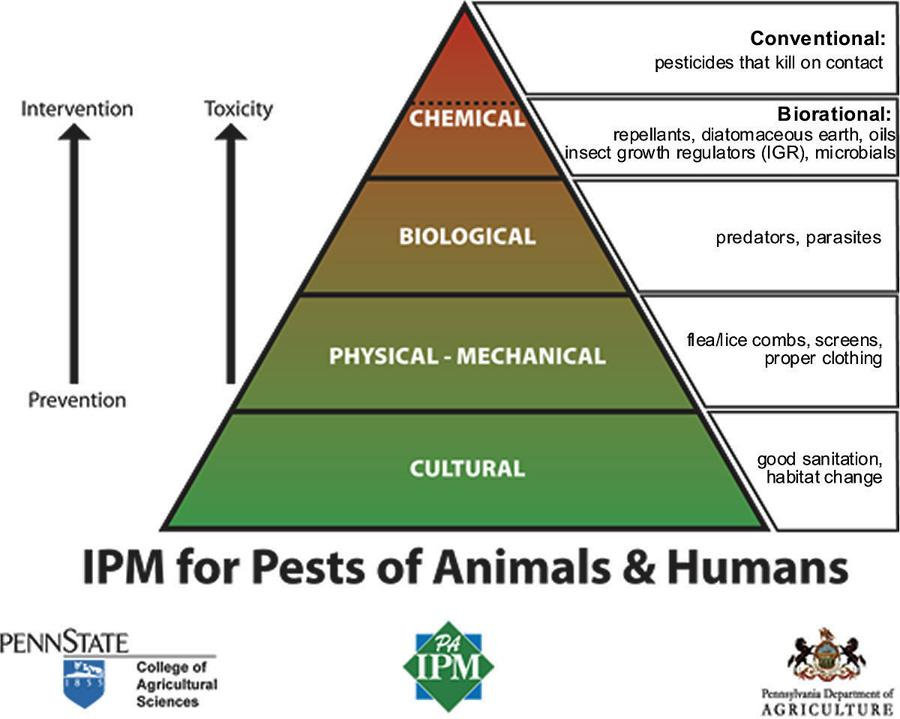 Conventional:
pesticides that kill on contact
Intervention
Toxicity
CHEMICAL
Biorational:
repellants, diatomaceous earth, oils
insect growth regulators (IGR), microbials
BIOLOGICAL
predators, parasites
PHYSICAL - MECHANICAL
flea/lice combs, screens,
proper clothing
Prevention
CULTURAL
good sanitation,
habitat change
IPM for Pests of Animals & Humans
PENNSTATE
1855
College of
Agricultural
Sciences
PA
IPM
Pennsylvania Department of
AGRICULTURE